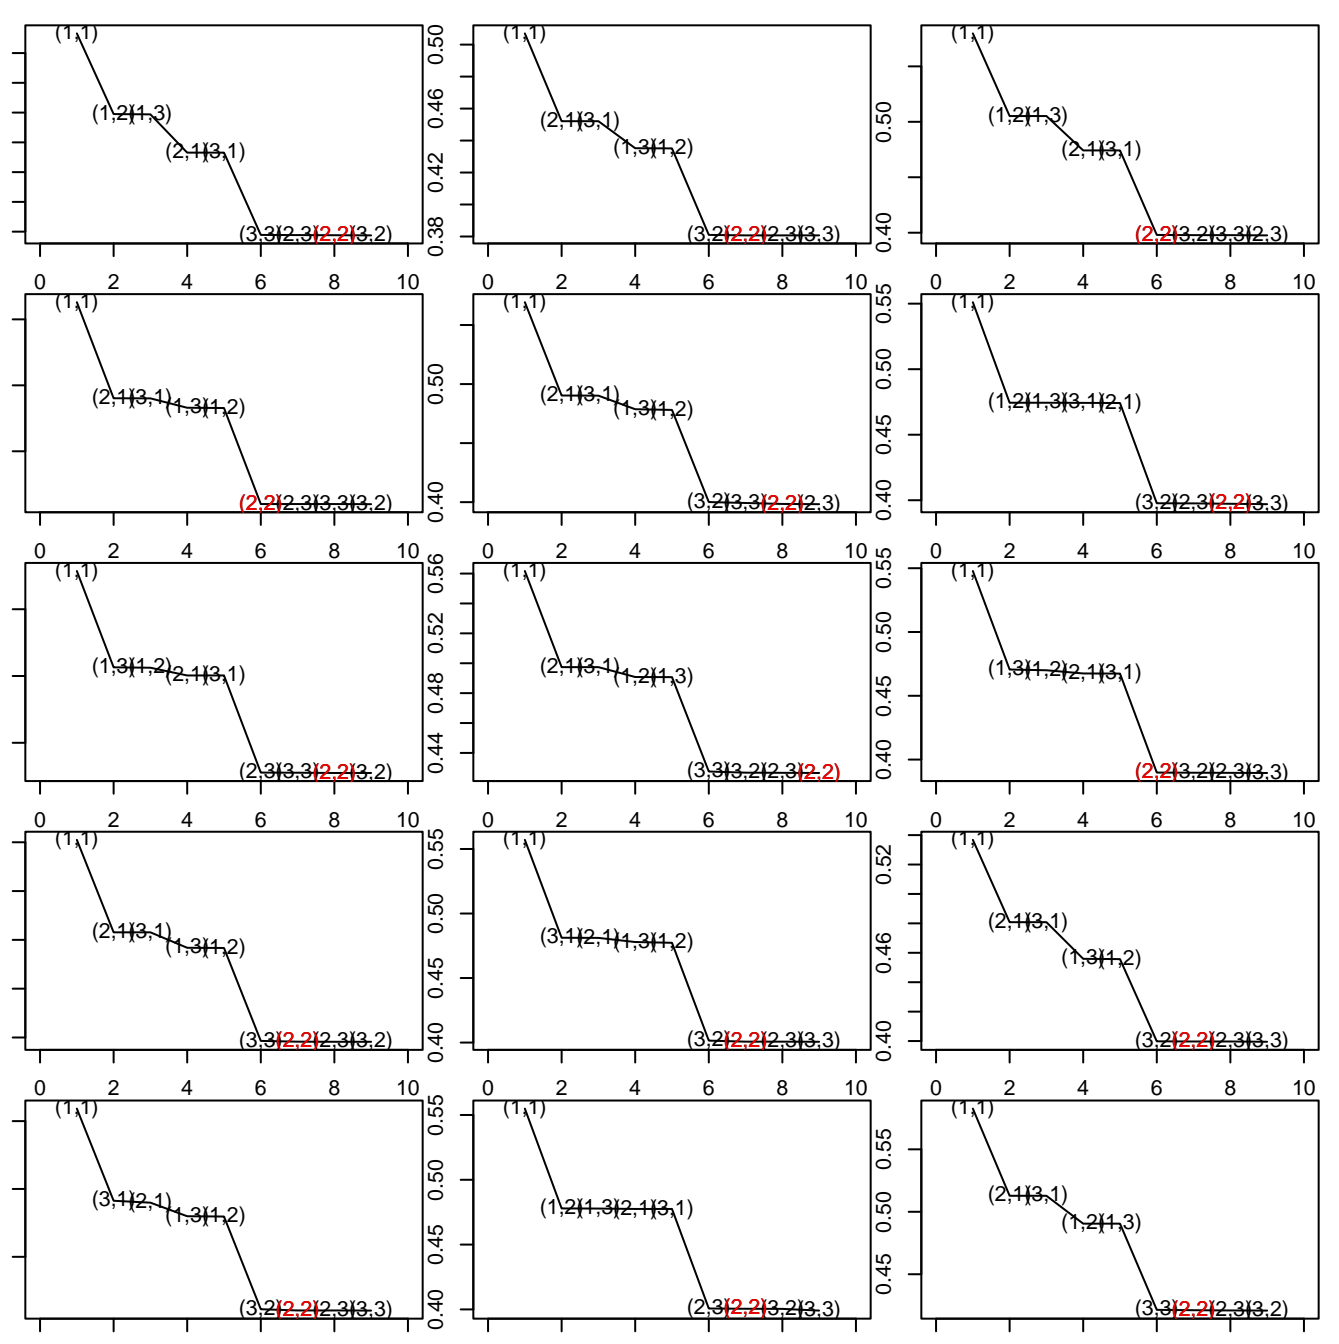 (1,1)
(1,2)(1,3)
(2,1)(3,1)
(3,3)(2,3)(2,2)(3,2)
0 2 4 6 8 10
0.38 0.42 0.46 0.50
(1,1)
(2,1)(3,1)
(1,3)(1,2)
(3,2)(2,2)(2,3)(3,3)
0 2 4 6 8 10
0.40 0.50
(1,1)
(1,2)(1,3)
(2,1)(3,1)
(2,2)(3,2)(3,3)(2,3)
0 2 4 6 8 10
(1,1)
(2,1)(3,1)
(1,3)(1,2)
(2,2)(2,3)(3,3)(3,2)
0 2 4 6 8 10
0.40 0.50
(1,1)
(2,1)(3,1)
(1,3)(1,2)
(3,2)(3,3)(2,2)(2,3)
0 2 4 6 8 10
0.40 0.45 0.50 0.55
(1,1)
(1,2)(1,3)(3,1)(2,1)
(3,2)(2,3)(2,2)(3,3)
0 2 4 6 8 10
(1,1)
(1,3)(1,2)
(2,1)(3,1)
(2,3)(3,3)(2,2)(3,2)
0 2 4 6 8 10
0.44 0.48 0.52 0.56
(1,1)
(2,1)(3,1)
(1,2)(1,3)
(3,3)(3,2)(2,3)(2,2)
0 2 4 6 8 10
0.40 0.45 0.50 0.55
(1,1)
(1,3)(1,2)(2,1)(3,1)
(2,2)(3,2)(2,3)(3,3)
0 2 4 6 8 10
(1,1)
(2,1)(3,1)
(1,3)(1,2)
(3,3)(2,2)(2,3)(3,2)
0 2 4 6 8 10
0.40 0.45 0.50 0.55
(1,1)
(3,1)(2,1)(1,3)(1,2)
(3,2)(2,2)(2,3)(3,3)
0 2 4 6 8 10
0.40 0.46 0.52
(1,1)
(2,1)(3,1)
(1,3)(1,2)
(3,2)(2,2)(2,3)(3,3)
0 2 4 6 8 10
(1,1)
(3,1)(2,1)
(1,3)(1,2)
(3,2)(2,2)(2,3)(3,3)
0.40 0.45 0.50 0.55
(1,1)
(1,2)(1,3)(2,1)(3,1)
(2,3)(2,2)(3,2)(3,3)
0.45 0.50 0.55
(1,1)
(2,1)(3,1)
(1,2)(1,3)
(3,3)(2,2)(2,3)(3,2)